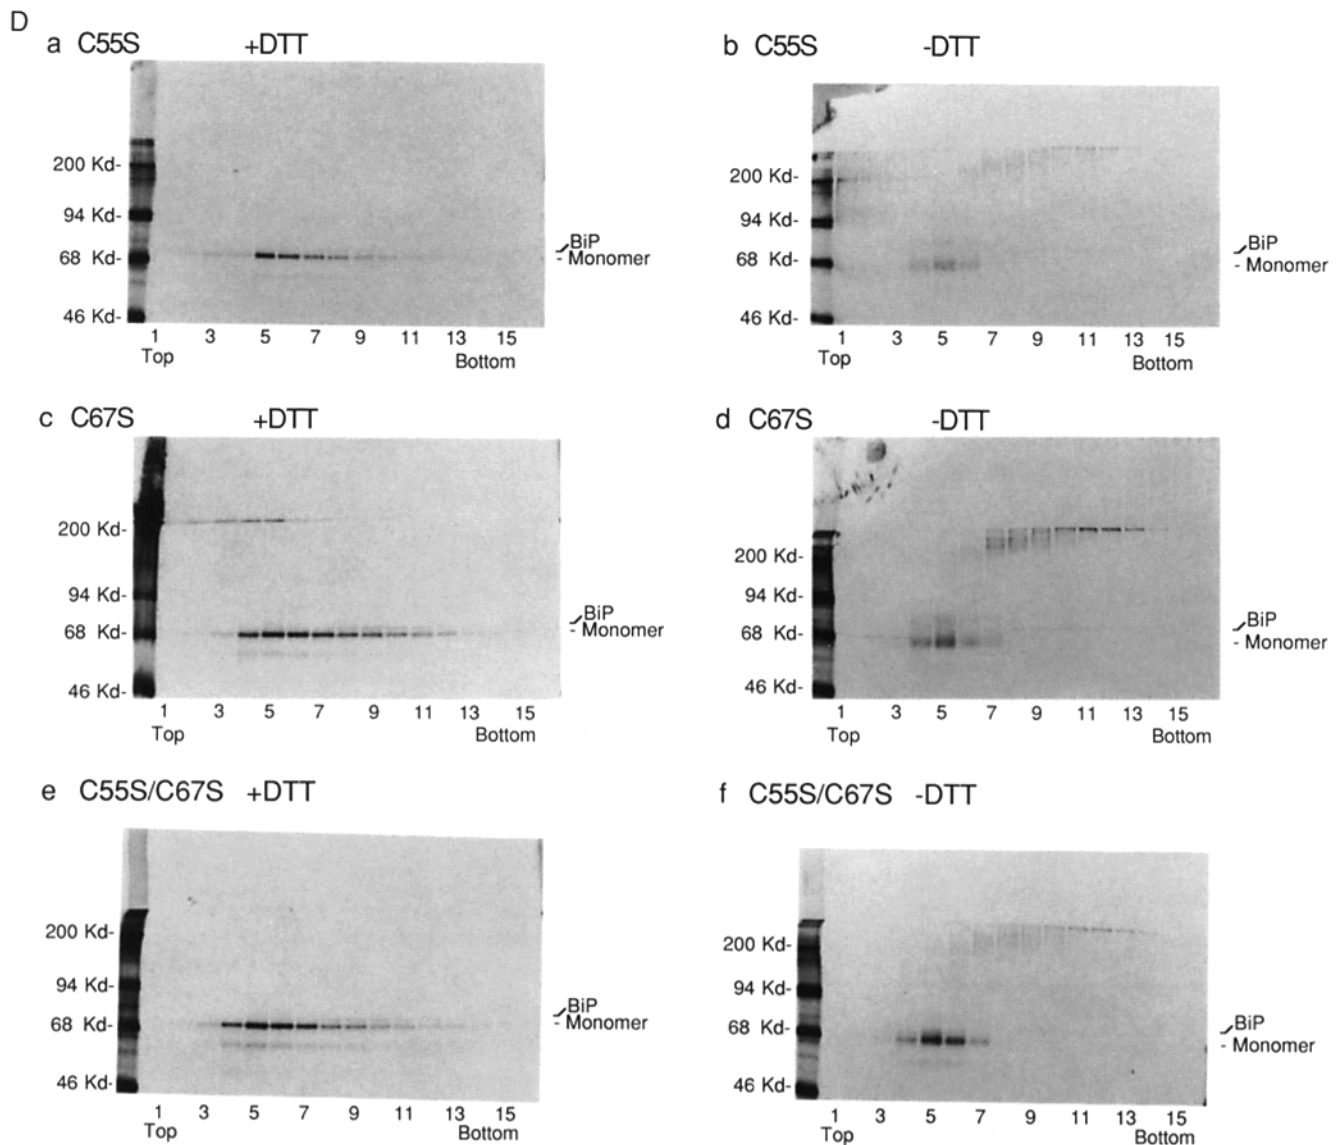 D
a C55S +DTT
200 Kd-
94 Kd-
68 Kd-
46 Kd-
BiP
- Monomer
1 3 5 7 9 11 13 15
Top Bottom
b C55S -DTT
200 Kd-
94 Kd-
68 Kd-
46 Kd-
BiP
- Monomer
1 3 5 7 9 11 13 15
Top Bottom
c C67S +DTT
200 Kd-
94 Kd-
68 Kd-
46 Kd-
BiP
- Monomer
1 3 5 7 9 11 13 15
Top Bottom
d C67S -DTT
200 Kd-
94 Kd-
68 Kd-
46 Kd-
BiP
- Monomer
1 3 5 7 9 11 13 15
Top Bottom
e C55S/C67S +DTT
200 Kd-
94 Kd-
68 Kd-
46 Kd-
BiP
- Monomer
1 3 5 7 9 11 13 15
Top Bottom
f C55S/C67S -DTT
200 Kd-
94 Kd-
68 Kd-
46 Kd-
BiP
- Monomer
1 3 5 7 9 11 13 15
Top Bottom